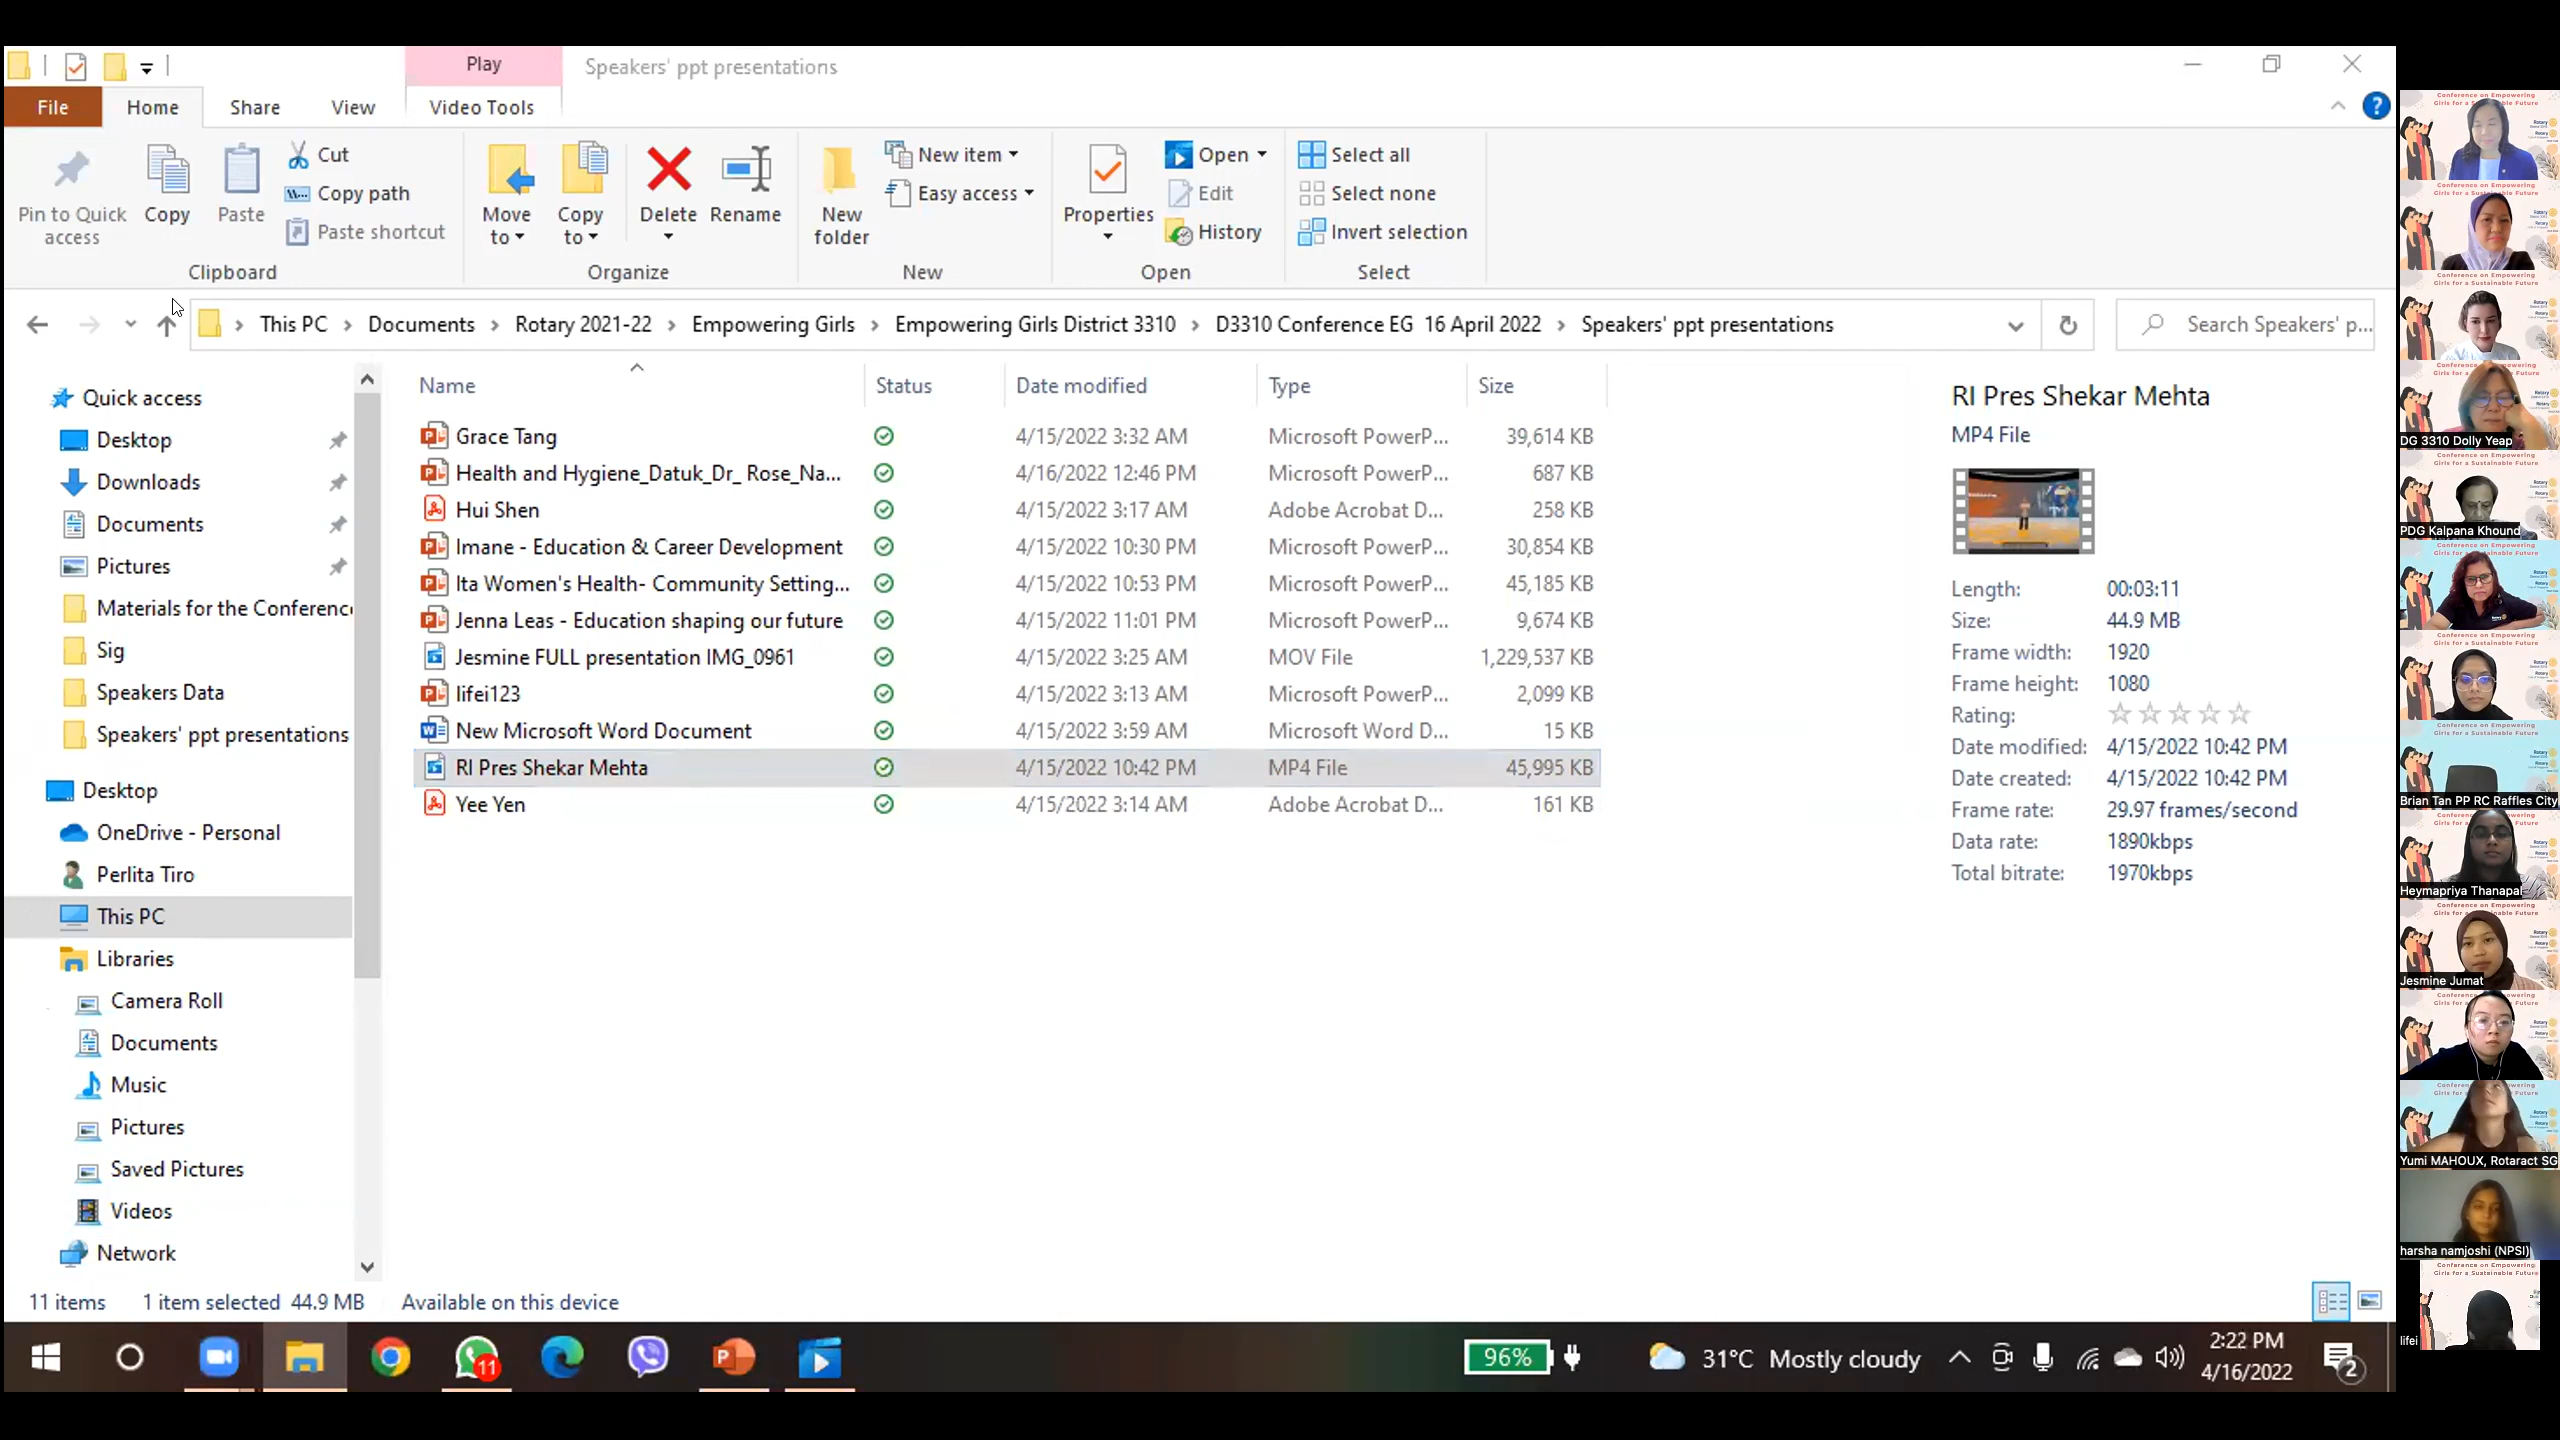 Play
Speakers' ppt presentations
File
Home
Share
View
Video Tools
Pin to Quick access
Copy
Paste
Cut
Copy path
Paste shortcut
Clipboard
Move to
Copy to
Delete
Rename
Organize
New folder
New item
Easy access
New
Properties
Open
Edit
History
Open
Select all
Select none
Invert selection
Select
This PC > Documents > Rotary 2021-22 > Empowering Girls > Empowering Girls District 3310 > D3310 Conference EG 16 April 2022 > Speakers' ppt presentations
Search Speakers' p...
Quick access
Desktop
Downloads
Documents
Pictures
Materials for the Conferenc
Sig
Speakers Data
Speakers' ppt presentations
Desktop
OneDrive - Personal
Perlita Tiro
This PC
Libraries
Camera Roll
Documents
Music
Pictures
Saved Pictures
Videos
Network
Name Status Date modified Type Size
Grace Tang 4/15/2022 3:32 AM Microsoft PowerP... 39,614 KB
Health and Hygiene_Datuk_Dr_ Rose_Na... 4/16/2022 12:46 PM Microsoft PowerP... 687 KB
Hui Shen 4/15/2022 3:17 AM Adobe Acrobat D... 258 KB
Imane - Education & Career Development 4/15/2022 10:30 PM Microsoft PowerP... 30,854 KB
Ita Women's Health- Community Setting... 4/15/2022 10:53 PM Microsoft PowerP... 45,185 KB
Jenna Leas - Education shaping our future 4/15/2022 11:01 PM Microsoft PowerP... 9,674 KB
Jesmine FULL presentation IMG_0961 4/15/2022 3:25 AM MOV File 1,229,537 KB
lifei123 4/15/2022 3:13 AM Microsoft PowerP... 2,099 KB
New Microsoft Word Document 4/15/2022 3:59 AM Microsoft Word D... 15 KB
RI Pres Shekar Mehta 4/15/2022 10:42 PM MP4 File 45,995 KB
Yee Yen 4/15/2022 3:14 AM Adobe Acrobat D... 161 KB
RI Pres Shekar Mehta
MP4 File
Length: 00:03:11
Size: 44.9 MB
Frame width: 1920
Frame height: 1080
Rating:
Date modified: 4/15/2022 10:42 PM
Date created: 4/15/2022 10:42 PM
Frame rate: 29.97 frames/second
Data rate: 1890kbps
Total bitrate: 1970kbps
11 items 1 item selected 44.9 MB Available on this device
11
96%
31°C Mostly cloudy
2:22 PM
4/16/2022
2
Conference on Empowering
DG 3310 Dolly Yeap
PDG Kalpana Khound
Brian Tan PP RC Raffles City
Heymapriya Thanapal
Jesmine Jumat
Yumi MAHOUX, Rotaract SG
harsha namjoshi (NPSI)
lifei